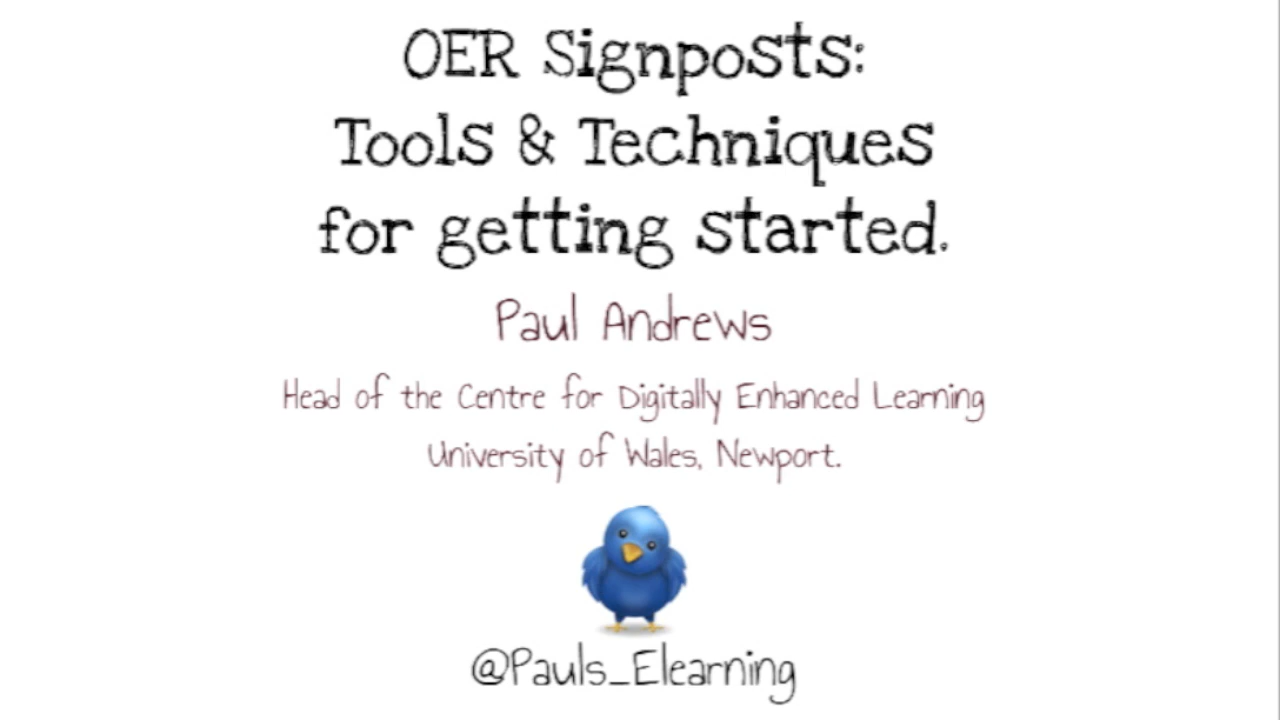 OER Signposts:
Tools & Techniques
for getting started.
Paul Andrews
Head of the Centre for Digitally Enhanced Learning
University of Wales, Newport.
@Pauls_Elearning